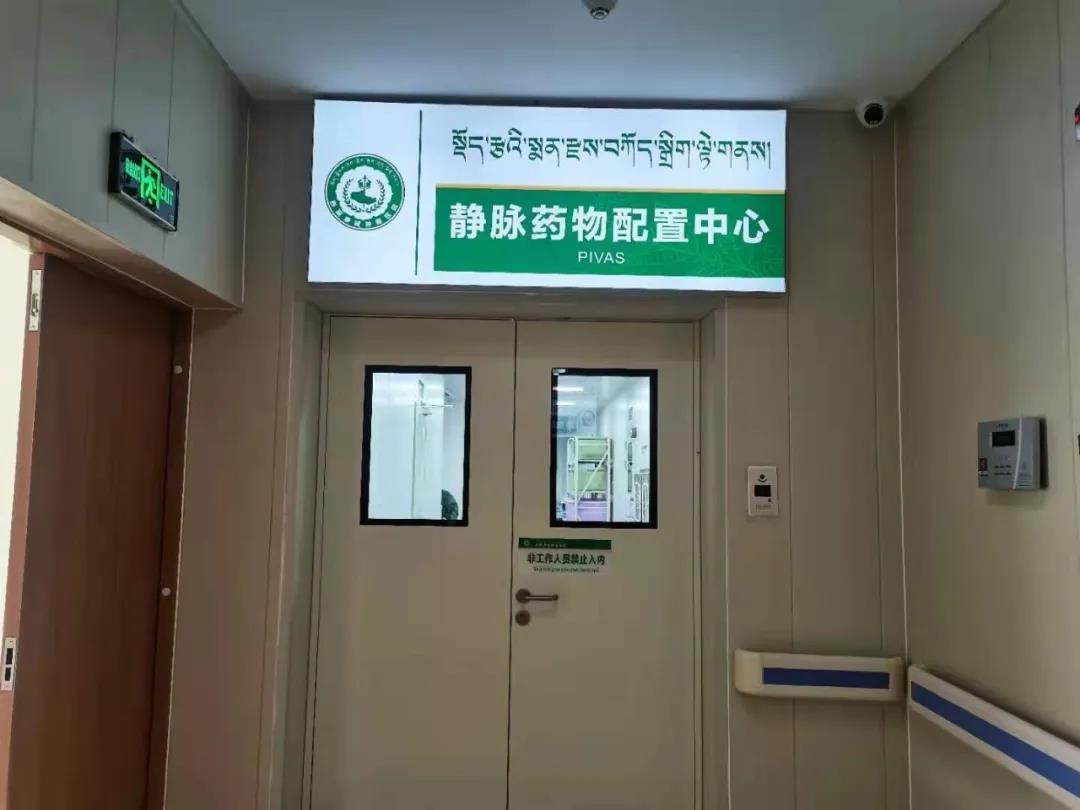 སྡོད་རྩའི་སྨན་རྫས་བཀོད་སྒྲིག་ལྟེ་གནས།
静脉药物配置中心
PIVAS
EXIT
非工作人员禁止入内